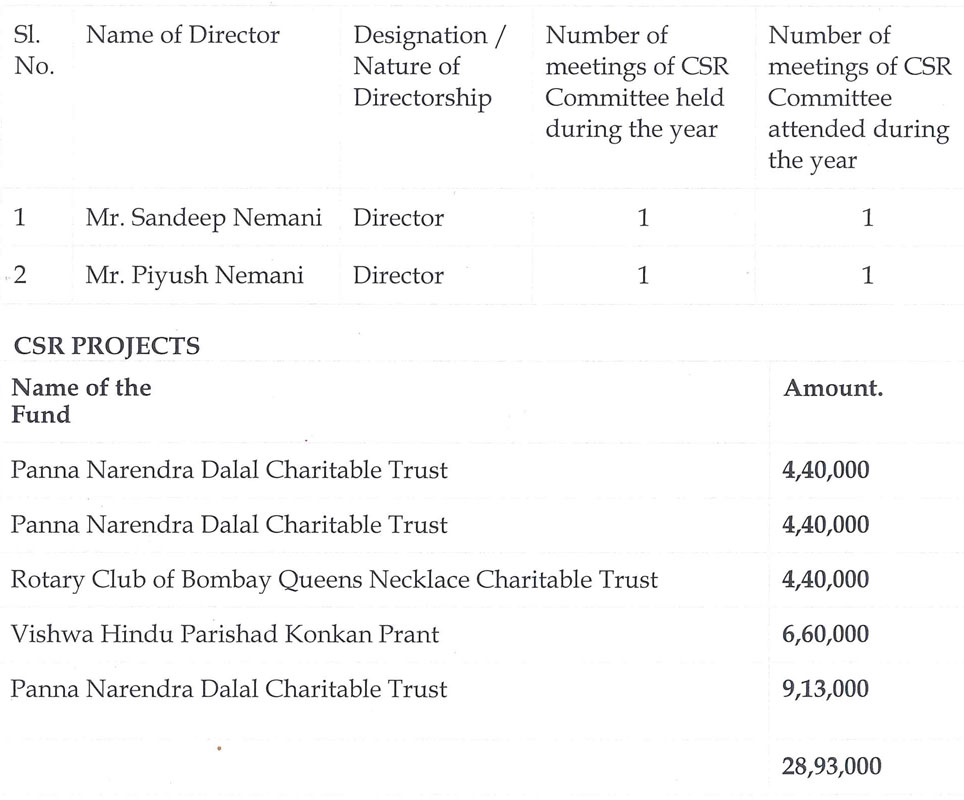 Sl. No. Name of Director Designation / Nature of Directorship Number of meetings of CSR Committee held during the year Number of meetings of CSR Committee attended during the year
1 Mr. Sandeep Nemani Director 1 1
2 Mr. Piyush Nemani Director 1 1
CSR PROJECTS
Name of the Fund Amount.
Panna Narendra Dalal Charitable Trust 4,40,000
Panna Narendra Dalal Charitable Trust 4,40,000
Rotary Club of Bombay Queens Necklace Charitable Trust 4,40,000
Vishwa Hindu Parishad Konkan Prant 6,60,000
Panna Narendra Dalal Charitable Trust 9,13,000
28,93,000